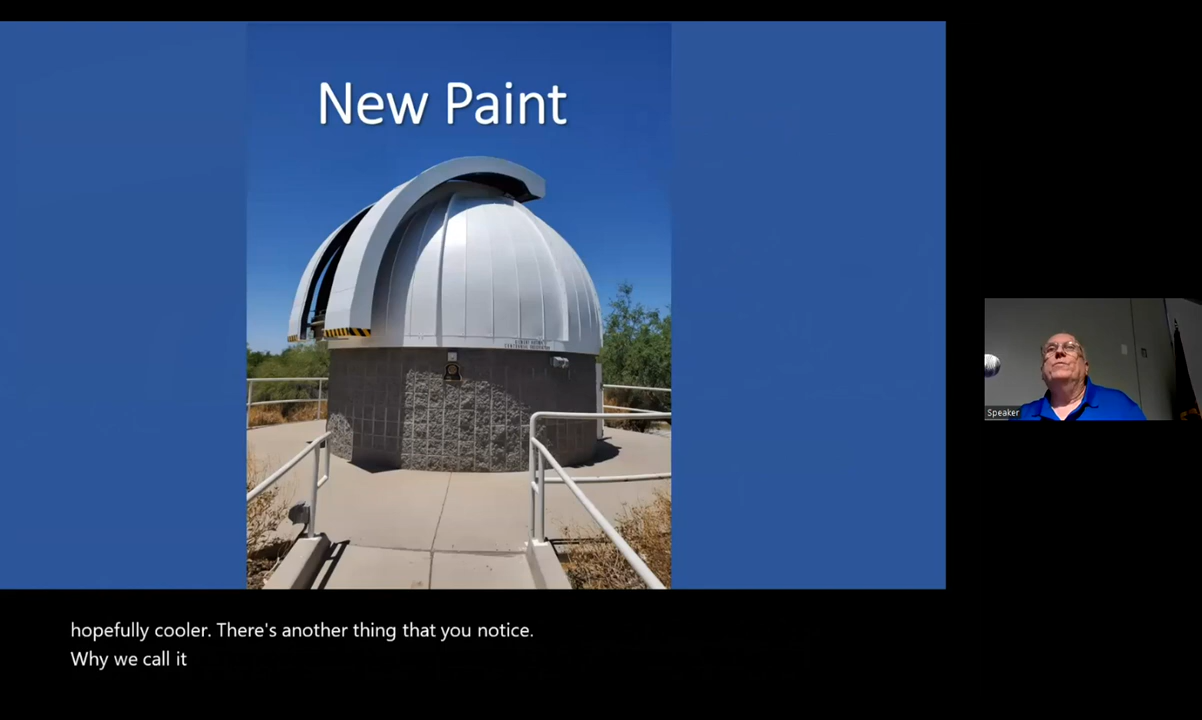 New Paint
Speaker
hopefully cooler. There's another thing that you notice.
Why we call it